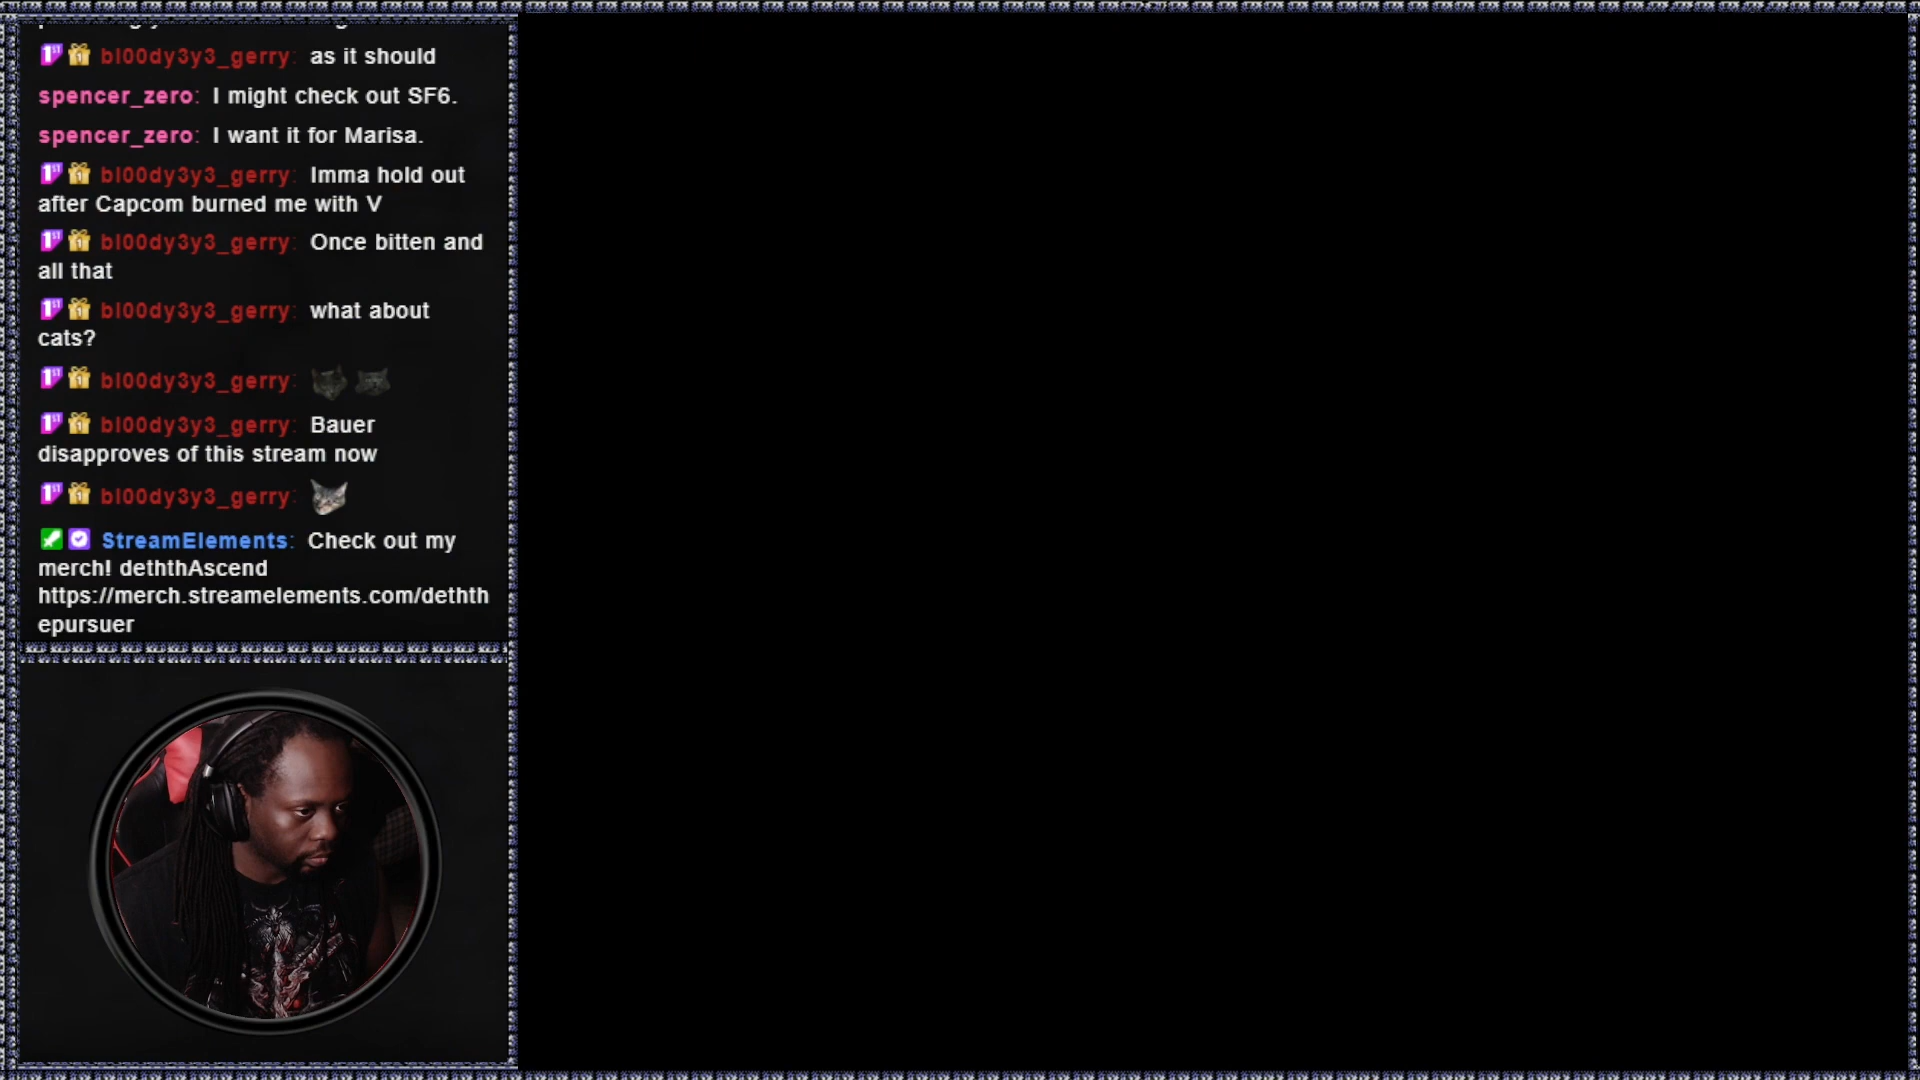 bl00dy3y3_gerry: as it should
spencer_zero: I might check out SF6.
spencer_zero: I want it for Marisa.
bl00dy3y3_gerry: Imma hold out
after Capcom burned me with V
bl00dy3y3_gerry: Once bitten and
all that
bl00dy3y3_gerry: what about
cats?
bl00dy3y3_gerry:
bl00dy3y3_gerry: Bauer
disapproves of this stream now
bl00dy3y3_gerry:
StreamElements: Check out my
merch! deththAscend
https://merch.streamelements.com/dethth
epursuer